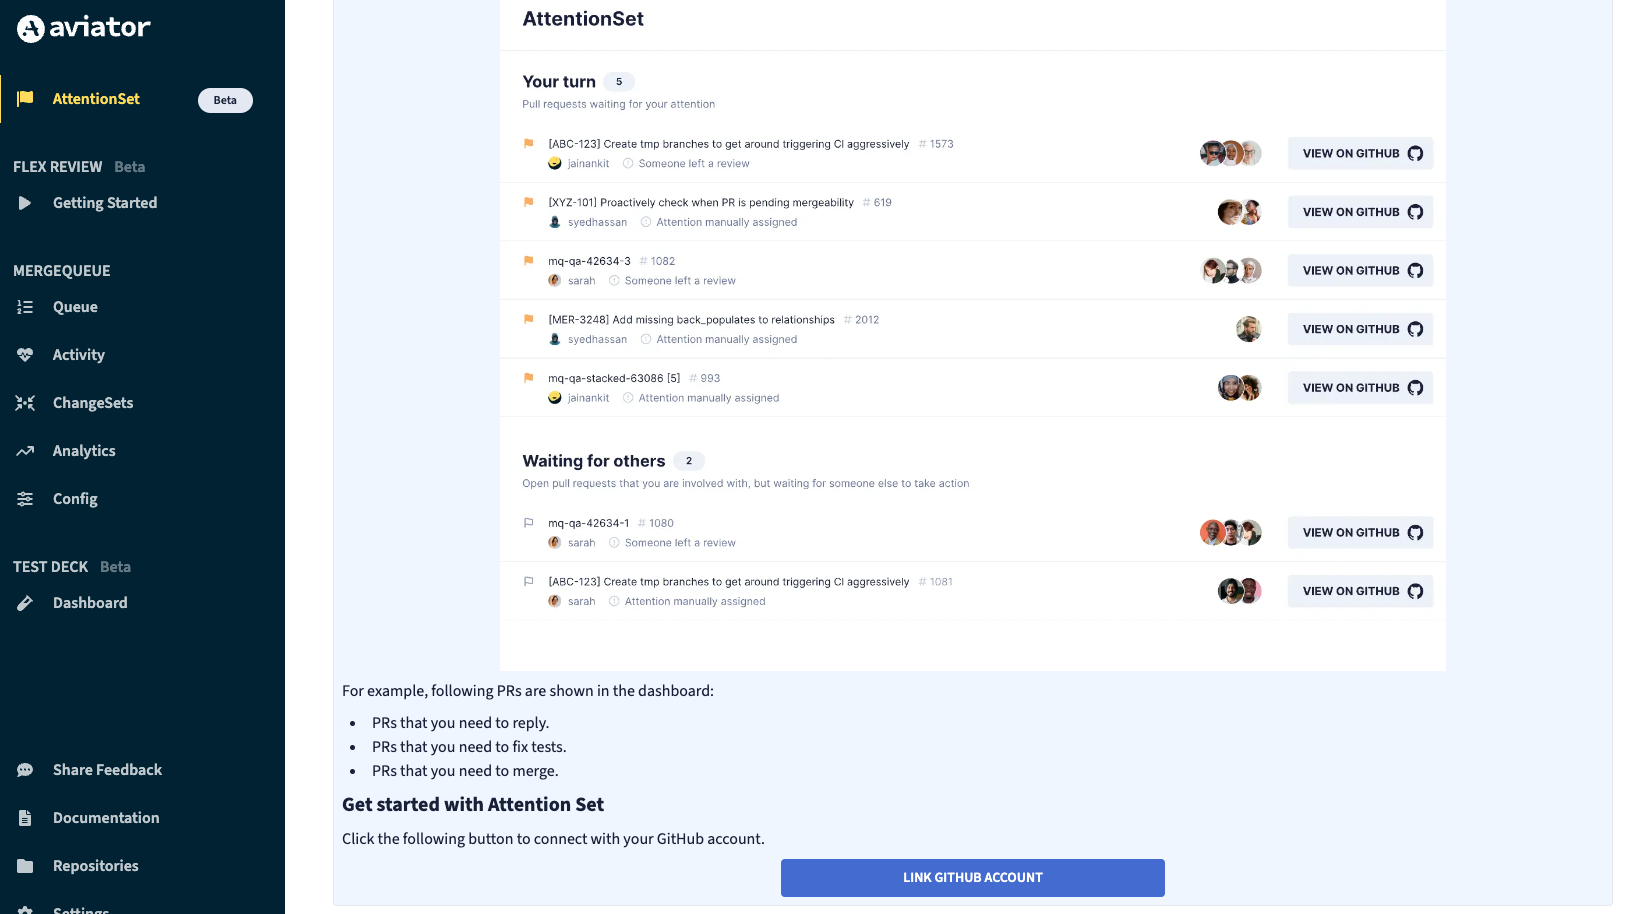 aviator
AttentionSet Beta
FLEX REVIEW Beta
Getting Started
MERGEQUEUE
Queue
Activity
ChangeSets
Analytics
Config
TEST DECK Beta
Dashboard
Share Feedback
Documentation
Repositories
Settings
AttentionSet
Your turn 5
Pull requests waiting for your attention
[ABC-123] Create tmp branches to get around triggering CI aggressively # 1573
jainankit Someone left a review
VIEW ON GITHUB
[XYZ-101] Proactively check when PR is pending mergeability # 619
syedhassan Attention manually assigned
VIEW ON GITHUB
mq-qa-42634-3 # 1082
sarah Someone left a review
VIEW ON GITHUB
[MER-3248] Add missing back_populates to relationships # 2012
syedhassan Attention manually assigned
VIEW ON GITHUB
mq-qa-stacked-63086 [5] # 993
jainankit Attention manually assigned
VIEW ON GITHUB
Waiting for others 2
Open pull requests that you are involved with, but waiting for someone else to take action
mq-qa-42634-1 # 1080
sarah Someone left a review
VIEW ON GITHUB
[ABC-123] Create tmp branches to get around triggering CI aggressively # 1081
sarah Attention manually assigned
VIEW ON GITHUB
For example, following PRs are shown in the dashboard:
• PRs that you need to reply.
• PRs that you need to fix tests.
• PRs that you need to merge.
Get started with Attention Set
Click the following button to connect with your GitHub account.
LINK GITHUB ACCOUNT